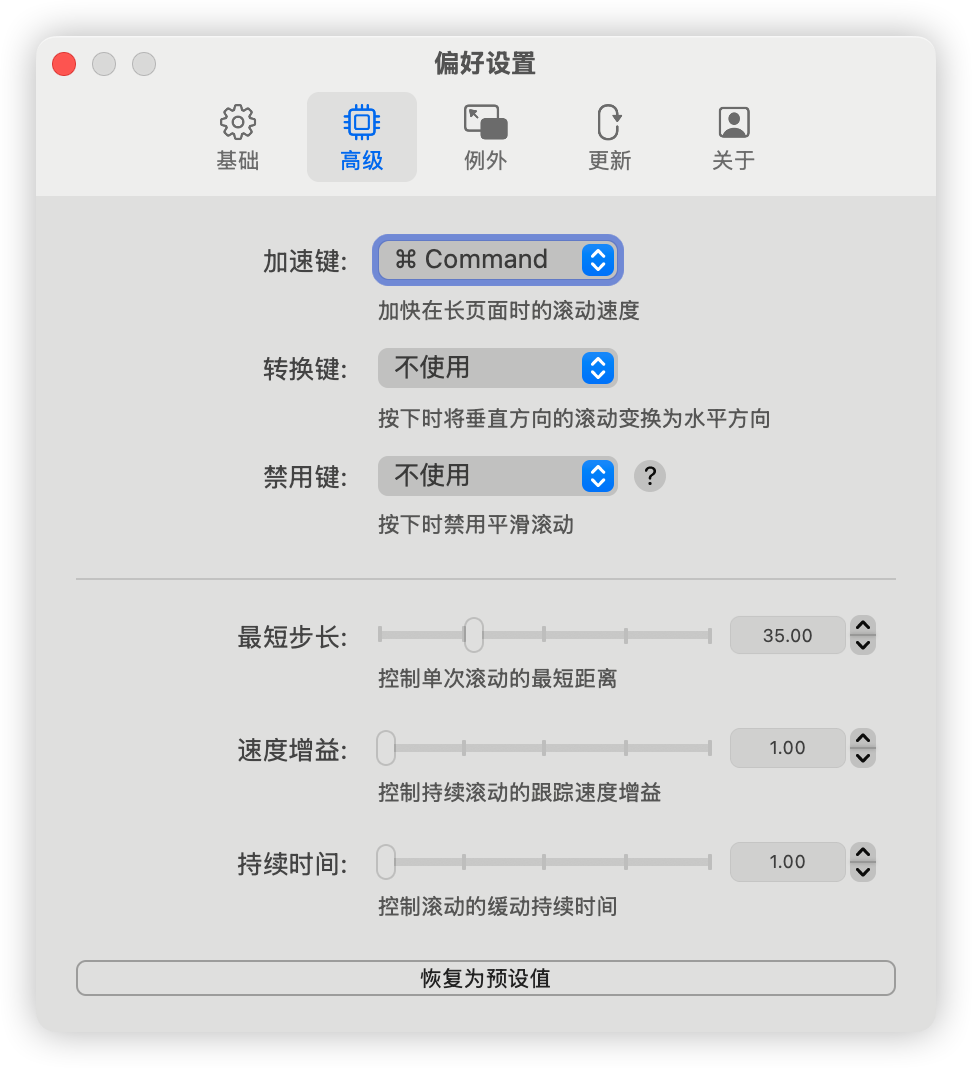 偏好设置
基础
高级
例外
更新
关于
加速键:
⌘ Command
加快在长页面时的滚动速度
转换键:
不使用
按下时将垂直方向的滚动变换为水平方向
禁用键:
不使用
?
按下时禁用平滑滚动
最短步长:
35.00
控制单次滚动的最短距离
速度增益:
1.00
控制持续滚动的跟踪速度增益
持续时间:
1.00
控制滚动的缓动持续时间
恢复为预设值